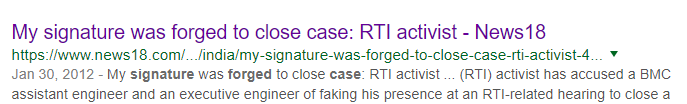 My signature was forged to close case: RTI activist - News18
https://www.news18.com/.../india/my-signature-was-forged-to-close-case-rti-activist-4...
Jan 30, 2012 - My signature was forged to close case: RTI activist ... (RTI) activist has accused a BMC
assistant engineer and an executive engineer of faking his presence at an RTI-related hearing to close a